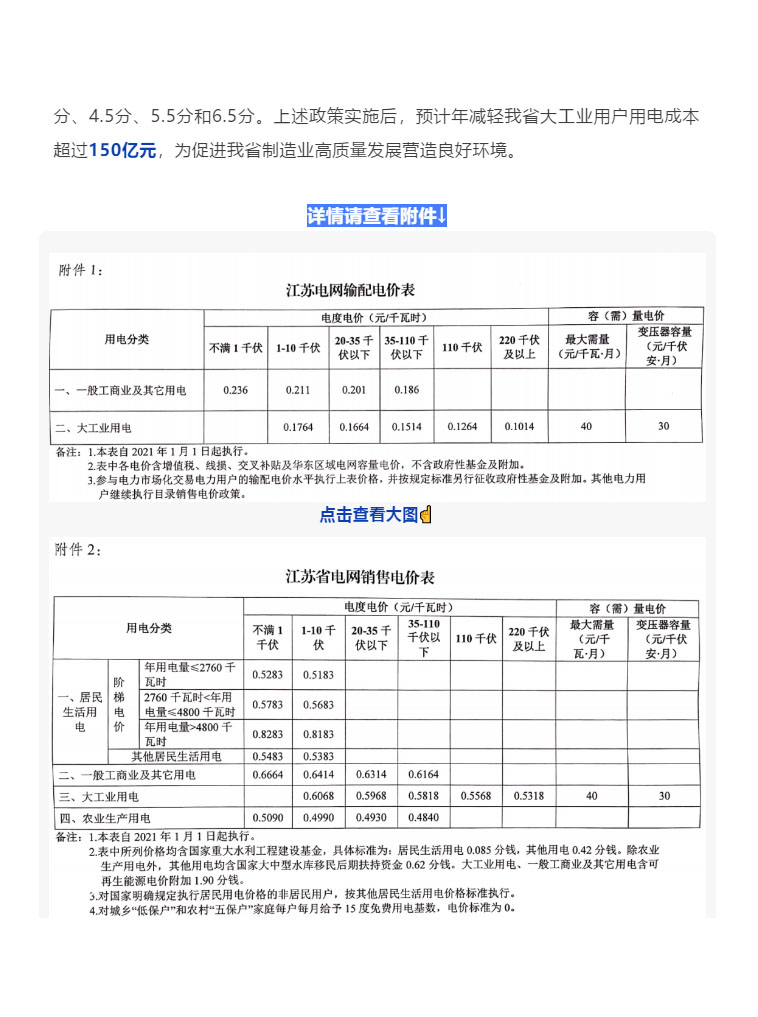 分、4.5分、5.5分和6.5分。上述政策实施后，预计年减轻我省大工业用户用电成本
超过150亿元，为促进我省制造业高质量发展营造良好环境。
详情请查看附件↓
附件 1：
江苏电网输配电价表
用电分类 电度电价（元/千瓦时） 容（需）量电价
不满 1 千伏 1-10 千伏 20-35 千伏以下 35-110 千伏以下 110 千伏 220 千伏及以上 最大需量（元/千瓦·月） 变压器容量（元/千伏安·月）
一、一般工商业及其它用电 0.236 0.211 0.201 0.186
二、大工业用电 0.1764 0.1664 0.1514 0.1264 0.1014 40 30
备注：1.本表自 2021 年 1 月 1 日起执行。
2.表中各电价含增值税、线损、交叉补贴及华东区域电网容量电价，不含政府性基金及附加。
3.参与电力市场化交易电力用户的输配电价水平执行上表价格，并按规定标准另行征收政府性基金及附加。其他电力用
户继续执行目录销售电价政策。
点击查看大图☝
附件 2：
江苏省电网销售电价表
用电分类 电度电价（元/千瓦时） 容（需）量电价
不满 1 千伏 1-10 千伏 20-35 千伏以下 35-110 千伏以下 110 千伏 220 千伏及以上 最大需量（元/千瓦·月） 变压器容量（元/千伏安·月）
一、居民生活用电 阶梯电价 年用电量≤2760 千瓦时 0.5283 0.5183
2760 千瓦时<年用电量≤4800 千瓦时 0.5783 0.5683
年用电量>4800 千瓦时 0.8283 0.8183
其他居民生活用电 0.5483 0.5383
二、一般工商业及其它用电 0.6664 0.6414 0.6314 0.6164
三、大工业用电 0.6068 0.5968 0.5818 0.5568 0.5318 40 30
四、农业生产用电 0.5090 0.4990 0.4930 0.4840
备注：1.本表自 2021 年 1 月 1 日起执行。
2.表中所列价格均含国家重大水利工程建设基金，具体标准为：居民生活用电 0.085 分钱，其他用电 0.42 分钱。除农业
生产用电外，其他用电均含国家大中型水库移民后期扶持资金 0.62 分钱。大工业用电、一般工商业及其它用电含可
再生能源电价附加 1.90 分钱。
3.对国家明确规定执行居民用电价格的非居民用户，按其他居民生活用电价格标准执行。
4.对城乡“低保户”和农村“五保户”家庭每户每月给予 15 度免费用电基数，电价标准为 0。